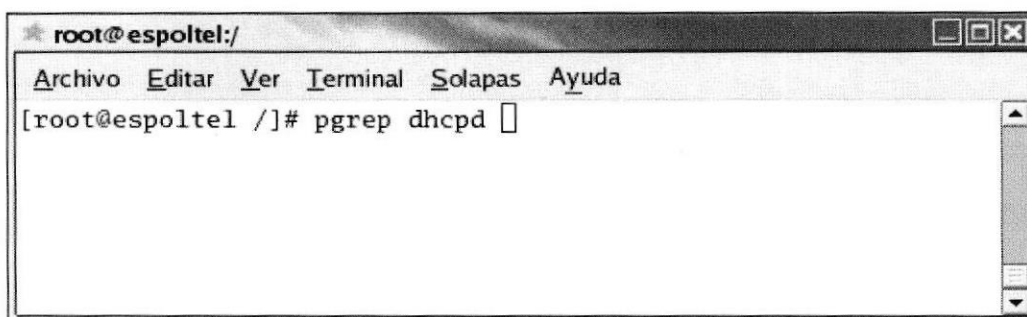 root@espoltel:/
Archivo Editar Ver Terminal Solapas Ayuda
[root@espoltel /]# pgrep dhcpd